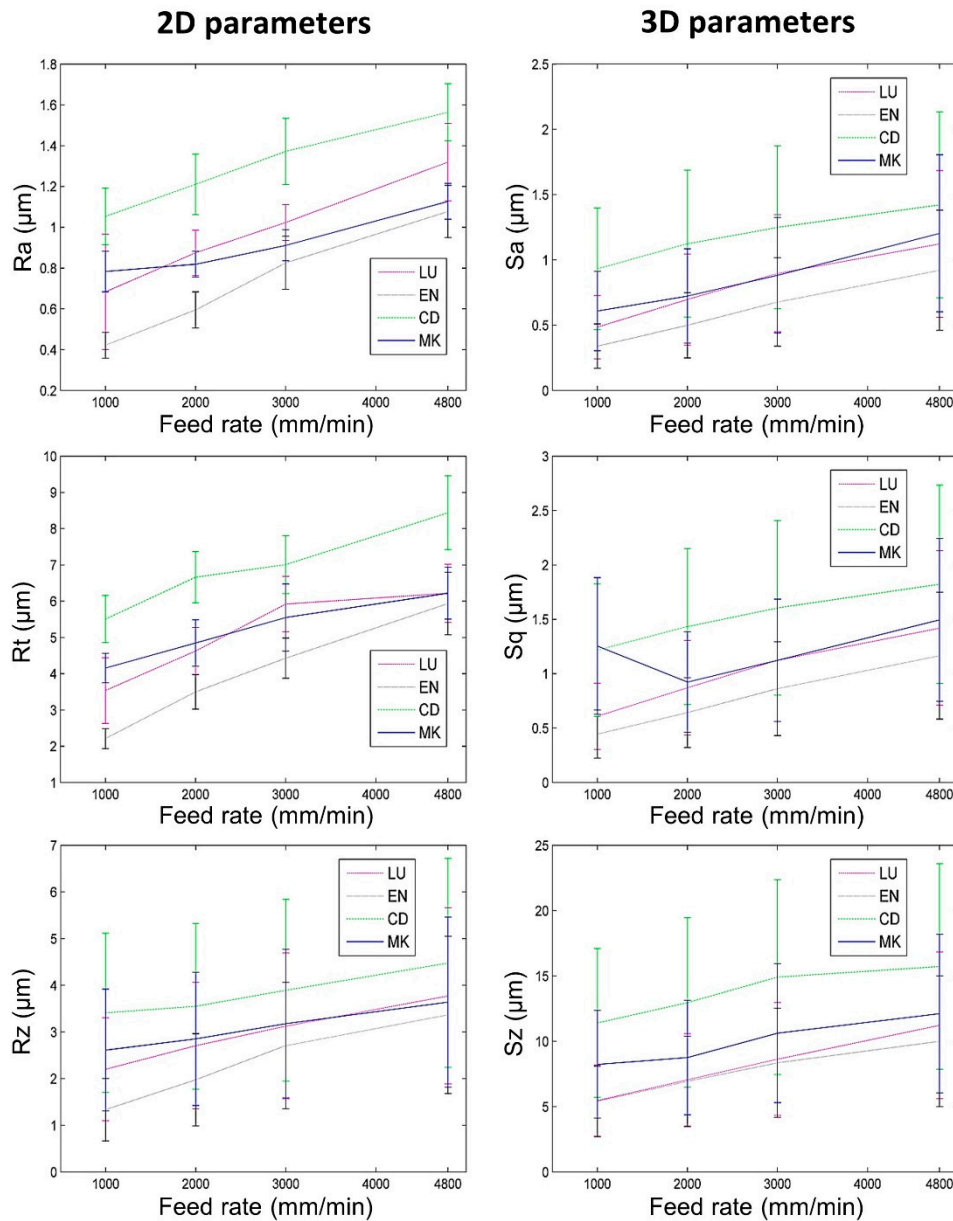 2D parameters
3D parameters
1.8
1.6
1.4
1.2
1
0.8
0.6
0.4
0.2
Ra (µm)
LU
EN
CD
MK
1000 2000 3000 4000 4800
Feed rate (mm/min)
2.5
2
1.5
1
0.5
0
Sa (µm)
LU
EN
CD
MK
1000 2000 3000 4000 4800
Feed rate (mm/min)
10
9
8
7
6
5
4
3
2
1
Rt (µm)
LU
EN
CD
MK
1000 2000 3000 4000 4800
Feed rate (mm/min)
3
2.5
2
1.5
1
0.5
0
Sq (µm)
LU
EN
CD
MK
1000 2000 3000 4000 4800
Feed rate (mm/min)
7
6
5
4
3
2
1
0
Rz (µm)
LU
EN
CD
MK
1000 2000 3000 4000 4800
Feed rate (mm/min)
25
20
15
10
5
0
Sz (µm)
LU
EN
CD
MK
1000 2000 3000 4000 4800
Feed rate (mm/min)